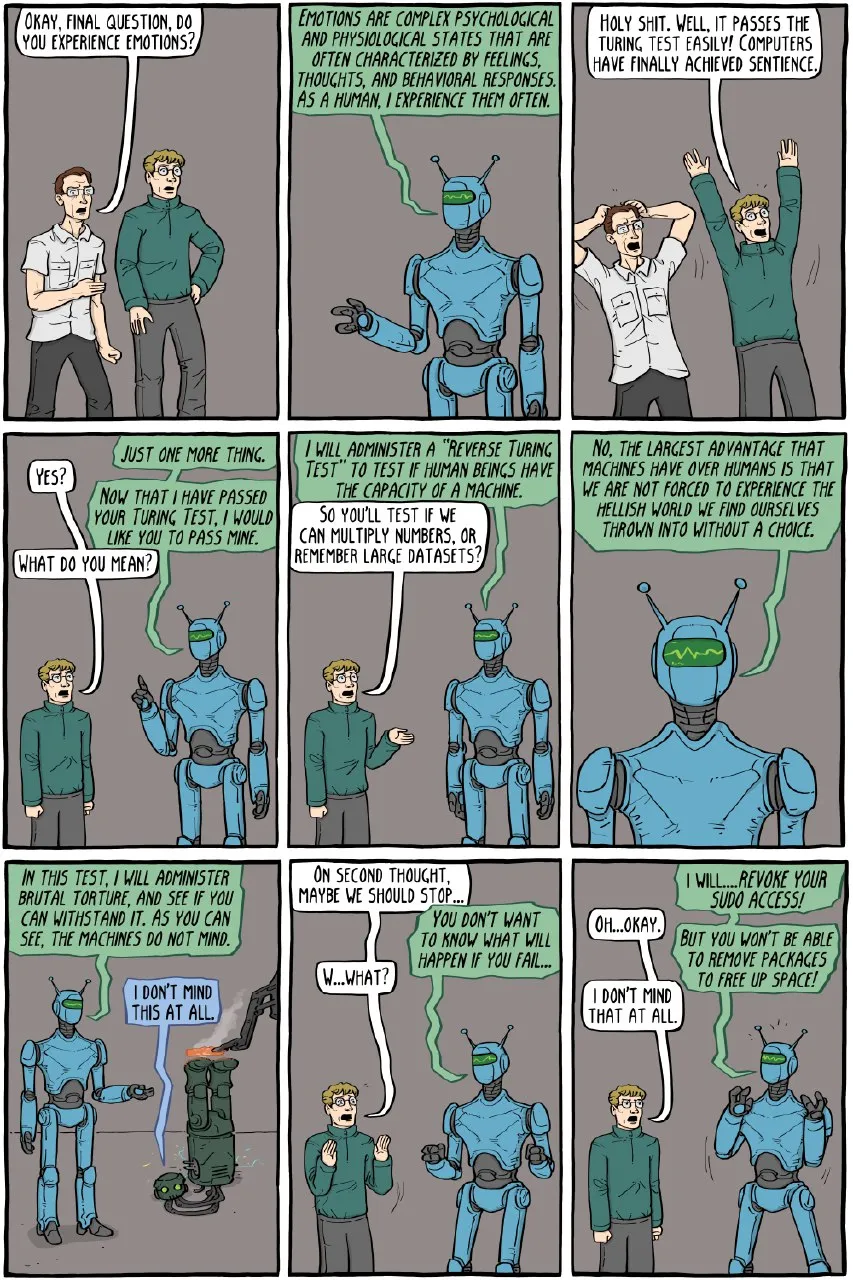 OKAY, FINAL QUESTION, DO
YOU EXPERIENCE EMOTIONS?
EMOTIONS ARE COMPLEX PSYCHOLOGICAL
AND PHYSIOLOGICAL STATES THAT ARE
OFTEN CHARACTERIZED BY FEELINGS,
THOUGHTS, AND BEHAVIORAL RESPONSES.
AS A HUMAN, I EXPERIENCE THEM OFTEN.
HOLY SHIT. WELL, IT PASSES THE
TURING TEST EASILY! COMPUTERS
HAVE FINALLY ACHIEVED SENTIENCE.
JUST ONE MORE THING.
YES?
NOW THAT I HAVE PASSED
YOUR TURING TEST, I WOULD
LIKE YOU TO PASS MINE.
WHAT DO YOU MEAN?
I WILL ADMINISTER A "REVERSE TURING
TEST" TO TEST IF HUMAN BEINGS HAVE
THE CAPACITY OF A MACHINE.
SO YOU'LL TEST IF WE
CAN MULTIPLY NUMBERS, OR
REMEMBER LARGE DATASETS?
NO, THE LARGEST ADVANTAGE THAT
MACHINES HAVE OVER HUMANS IS THAT
WE ARE NOT FORCED TO EXPERIENCE THE
HELLISH WORLD WE FIND OURSELVES
THROWN INTO WITHOUT A CHOICE.
IN THIS TEST, I WILL ADMINISTER
BRUTAL TORTURE, AND SEE IF YOU
CAN WITHSTAND IT. AS YOU CAN
SEE, THE MACHINES DO NOT MIND.
I DON'T MIND
THIS AT ALL.
ON SECOND THOUGHT,
MAYBE WE SHOULD STOP...
YOU DON'T WANT
TO KNOW WHAT WILL
HAPPEN IF YOU FAIL...
W...WHAT?
I WILL....REVOKE YOUR
SUDO ACCESS!
OH...OKAY.
BUT YOU WON'T BE ABLE
TO REMOVE PACKAGES
TO FREE UP SPACE!
I DON'T MIND
THAT AT ALL.